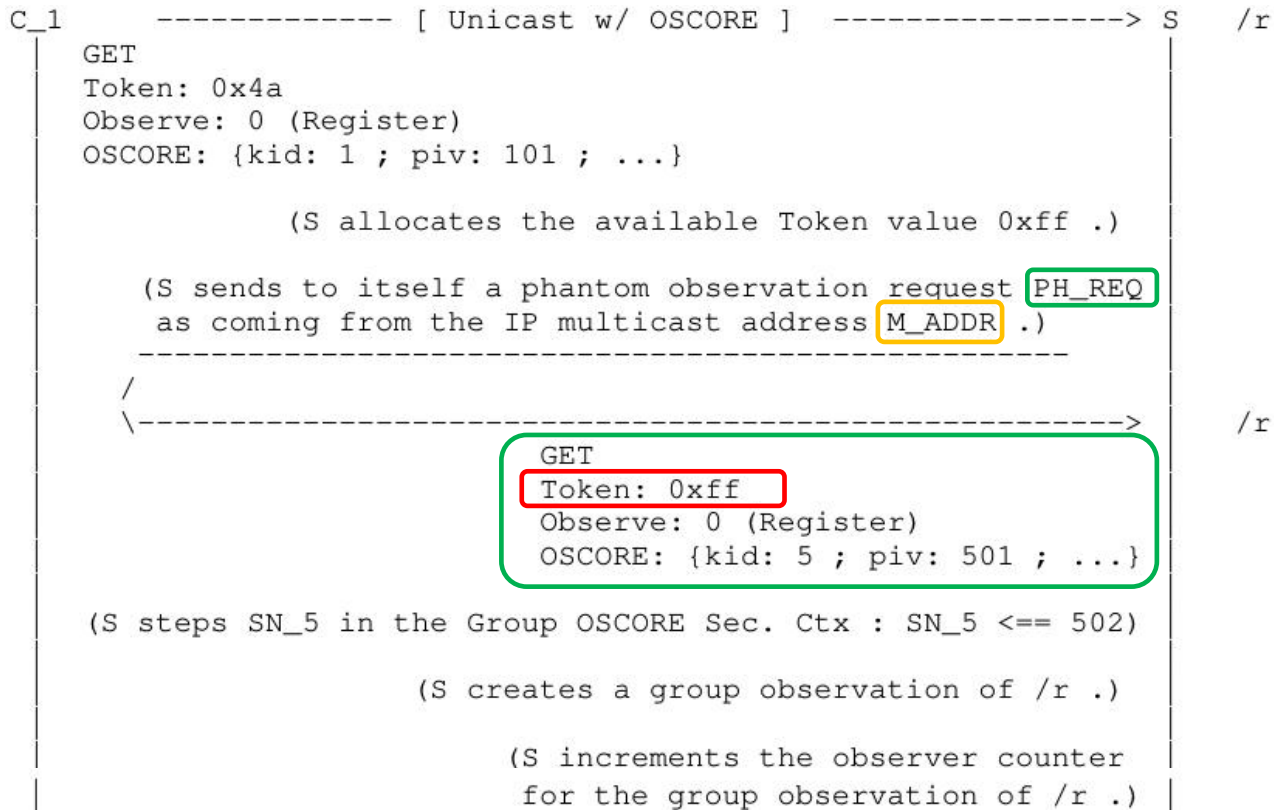 C_1 ------------- [ Unicast w/ OSCORE ] ----------------> S /r
GET
Token: 0x4a
Observe: 0 (Register)
OSCORE: {kid: 1 ; piv: 101 ; ...}
(S allocates the available Token value 0xff .)
(S sends to itself a phantom observation request PH_REQ
as coming from the IP multicast address M_ADDR .)
------------------------------------------------------
/
\------------------------------------------------------> /r
GET
Token: 0xff
Observe: 0 (Register)
OSCORE: {kid: 5 ; piv: 501 ; ...}
(S steps SN_5 in the Group OSCORE Sec. Ctx : SN_5 <== 502)
(S creates a group observation of /r .)
(S increments the observer counter
for the group observation of /r .)